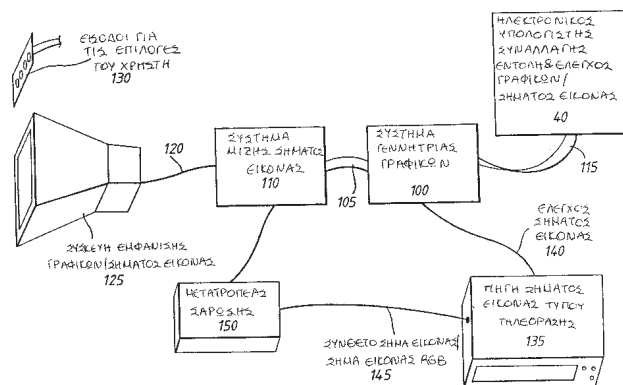 ΕΙΣΟΔΟΙ ΓΙΑ
ΤΙΣ ΕΠΙΛΟΓΕΣ
ΤΟΥ ΧΡΗΣΤΗ
130
ΗΛΕΚΤΡΟΝΙΚΟΣ
ΥΠΟΛΟΓΙΣΤΗΣ
ΣΥΝΑΛΛΑΓΗΣ
ΕΝΤΟΛΗ&ΕΛΕΓΧΟΣ
ΓΡΑΦΙΚΩΝ/
ΣΗΜΑΤΟΣ ΕΙΚΟΝΑΣ
40
120
ΣΥΣΤΗΜΑ
ΜΙΞΗΣ ΣΗΜΑΤΟΣ
ΕΙΚΟΝΑΣ
110
105
ΣΥΣΤΗΜΑ
ΓΕΝΝΗΤΡΙΑΣ
ΓΡΑΦΙΚΩΝ
100
115
ΣΥΣΚΕΥΗ ΕΜΦΑΝΙΣΗΣ
ΓΡΑΦΙΚΩΝ/ΣΗΜΑΤΟΣ ΕΙΚΟΝΑΣ
125
ΕΛΕΓΧΟΣ
ΣΗΜΑΤΟΣ
ΕΙΚΟΝΑΣ
140
ΜΕΤΑΤΡΟΠΕΑΣ
ΣΑΡΩΣΗΣ
150
ΠΗΓΗ ΣΗΜΑΤΟΣ
ΕΙΚΟΝΑΣ ΤΥΠΟΥ
ΤΗΛΕΟΡΑΣΗΣ
135
ΣΥΝΘΕΤΟ ΣΗΜΑ ΕΙΚΟΝΑΣ/
ΣΗΜΑ ΕΙΚΟΝΑΣ RGB
145